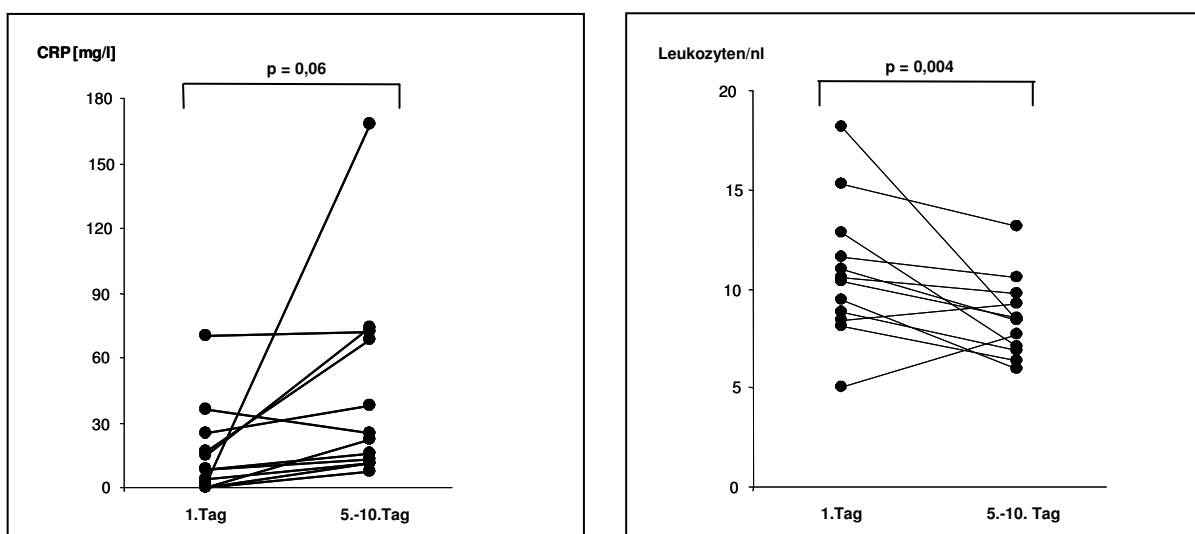 CRP [mg/l]
p = 0,06
180
150
120
90
60
30
0
1.Tag
5.-10.Tag
Leukozyten/nl
p = 0,004
20
15
10
5
0
1.Tag
5.-10. Tag